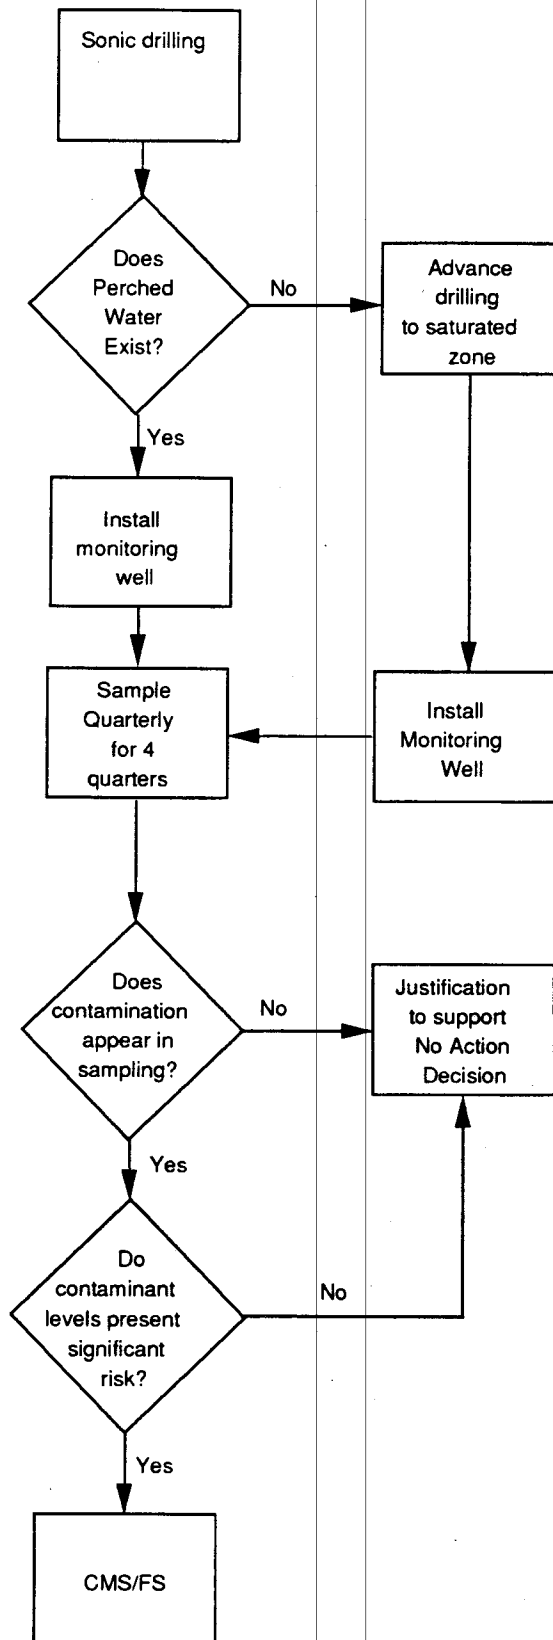 Sonic drilling
Does
Perched
Water
Exist?
No
Advance
drilling
to saturated
zone
Yes
Install
monitoring
well
Sample
Quarterly
for 4
quarters
Install
Monitoring
Well
Does
contamination
appear in
sampling?
No
Justification
to support
No Action
Decision
Yes
Do
contaminant
levels present
significant
risk?
No
Yes
CMS/FS